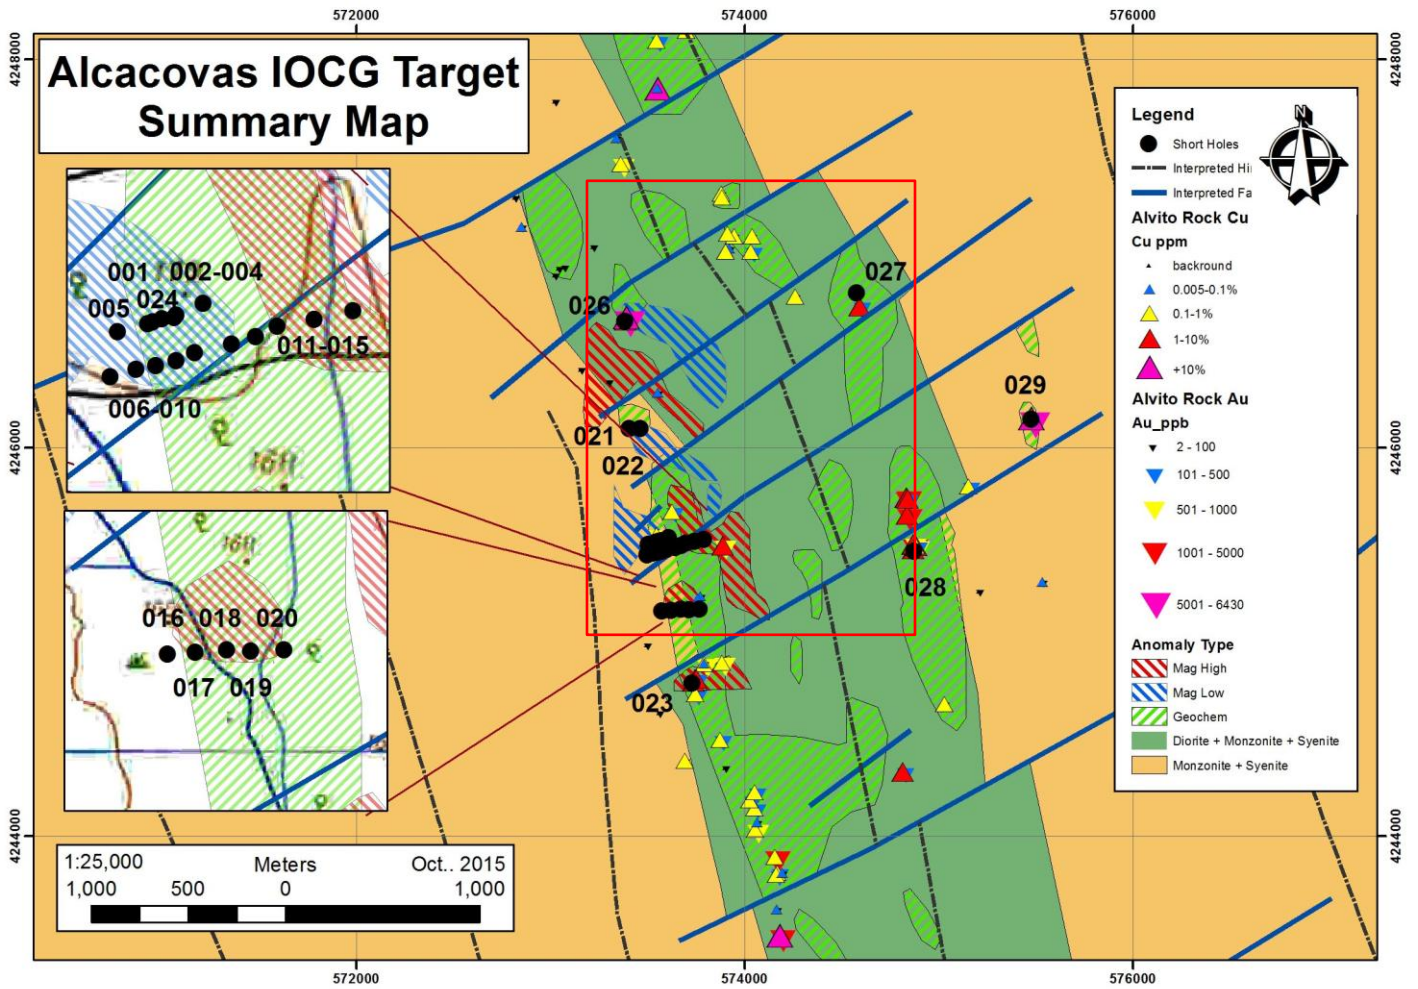 572000
574000
576000
4248000
4248000
Alcacovas IOCG Target
Summary Map
Legend
N
Short Holes
Interpreted Hi
Interpreted Fa
Alvito Rock Cu
Cu ppm
backround
0.005-0.1%
0.1-1%
1-10%
+10%
Alvito Rock Au
Au_ppb
2 - 100
101 - 500
501 - 1000
1001 - 5000
5001 - 6430
Anomaly Type
Mag High
Mag Low
Geochem
Diorite + Monzonite + Syenite
Monzonite + Syenite
001
002-004
005
024
011-015
006-010
016
018
020
017
019
026
027
029
021
022
028
023
4246000
4246000
4244000
4244000
1:25,000
Meters
Oct.. 2015
1,000
500
0
1,000
572000
574000
576000